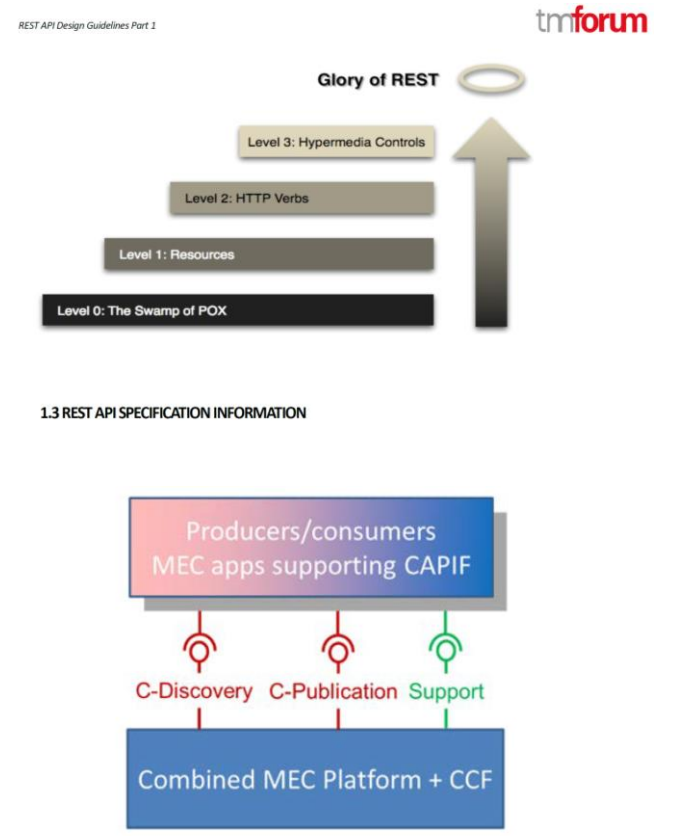 REST API Design Guidelines Part 1
tmforum
Glory of REST
Level 3: Hypermedia Controls
Level 2: HTTP Verbs
Level 1: Resources
Level 0: The Swamp of POX
1.3 REST API SPECIFICATION INFORMATION
Producers/consumers
MEC apps supporting CAPIF
C-Discovery C-Publication Support
Combined MEC Platform + CCF